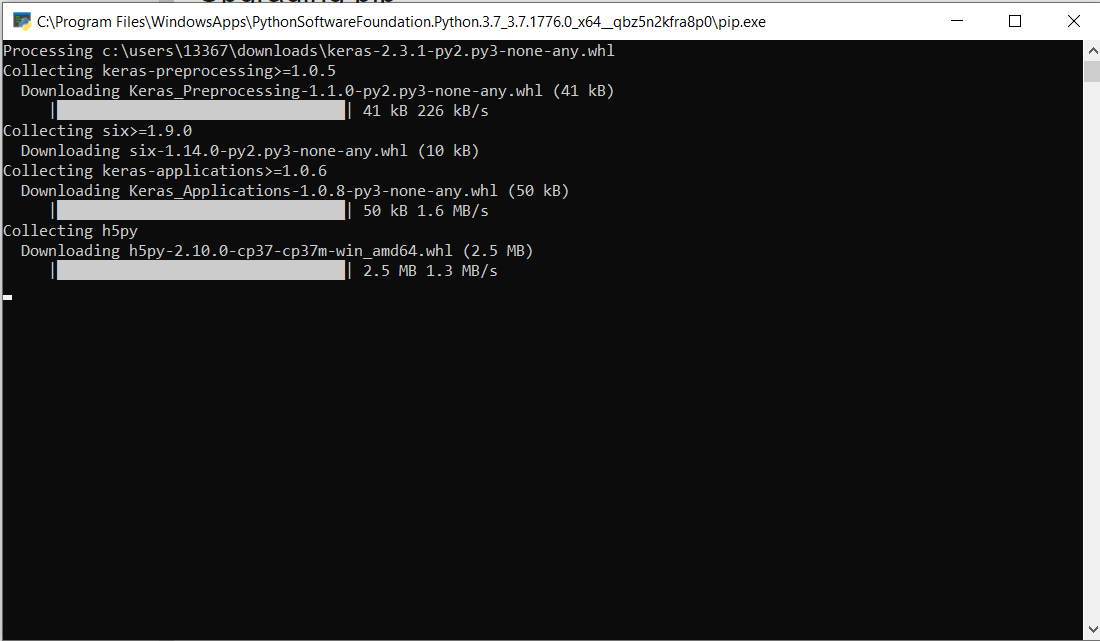 Upgrading pip
C:\Program Files\WindowsApps\PythonSoftwareFoundation.Python.3.7_3.7.1776.0_x64__qbz5n2kfra8p0\pip.exe
Processing c:\users\13367\downloads\keras-2.3.1-py2.py3-none-any.whl
Collecting keras-preprocessing>=1.0.5
  Downloading Keras_Preprocessing-1.1.0-py2.py3-none-any.whl (41 kB)
     |████████████████████████████████| 41 kB 226 kB/s
Collecting six>=1.9.0
  Downloading six-1.14.0-py2.py3-none-any.whl (10 kB)
Collecting keras-applications>=1.0.6
  Downloading Keras_Applications-1.0.8-py3-none-any.whl (50 kB)
     |████████████████████████████████| 50 kB 1.6 MB/s
Collecting h5py
  Downloading h5py-2.10.0-cp37-cp37m-win_amd64.whl (2.5 MB)
     |████████████████████████████████| 2.5 MB 1.3 MB/s